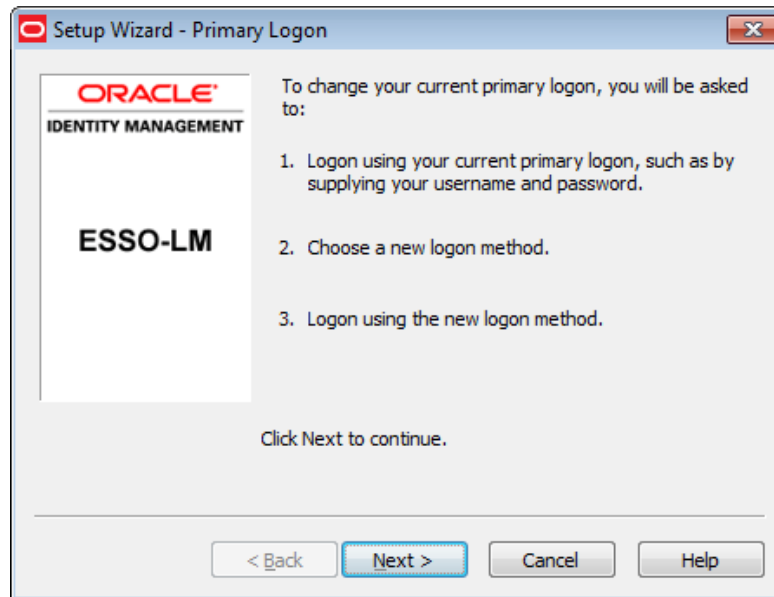 Setup Wizard - Primary Logon
ORACLE
IDENTITY MANAGEMENT
ESSO-LM
To change your current primary logon, you will be asked
to:
1. Logon using your current primary logon, such as by
supplying your username and password.
2. Choose a new logon method.
3. Logon using the new logon method.
Click Next to continue.
< Back
Next >
Cancel
Help